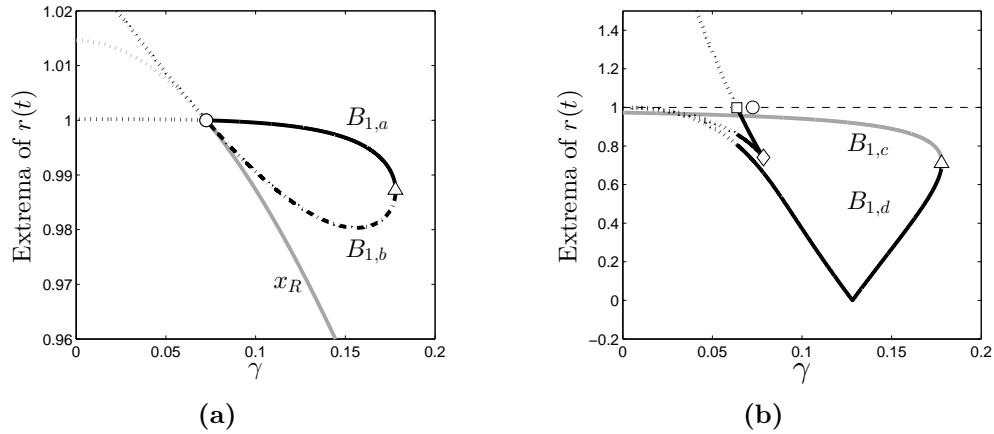 1.02
1.01
1
0.99
0.98
0.97
0.96
Extrema of r(t)
B1,a
B1,b
xR
0
0.05
0.1
0.15
0.2
γ
(a)
1.4
1.2
1
0.8
0.6
0.4
0.2
0
−0.2
Extrema of r(t)
B1,c
B1,d
0
0.05
0.1
0.15
0.2
γ
(b)